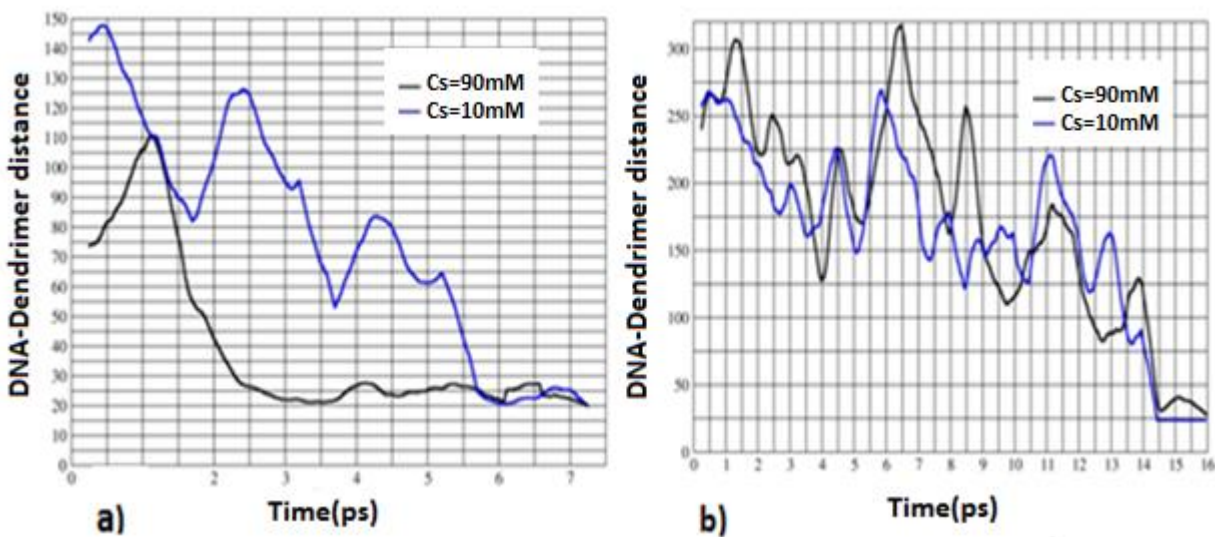 DNA-Dendrimer distance
150
140
130
120
110
100
90
80
70
60
50
40
30
20
10
0
Cs=90mM
Cs=10mM
0 2 3 4 5 6 7
Time(ps)
a)
DNA-Dendrimer distance
300
250
200
150
100
50
0
Cs=90mM
Cs=10mM
0 1 2 3 4 5 6 7 8 9 10 11 12 13 14 15 16
Time(ps)
b)